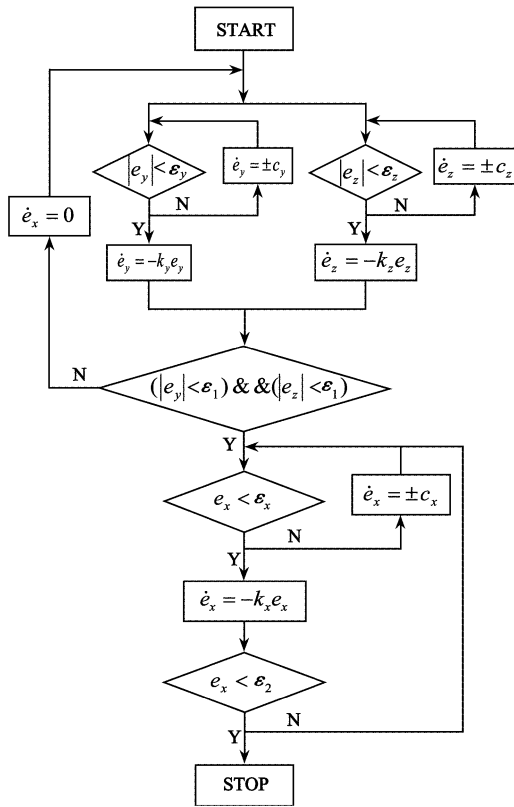 START
|e_y| < ε_y
ė_y = ±c_y
|e_z| < ε_z
ė_z = ±c_z
N
N
ė_x = 0
Y
Y
ė_y = −k_y e_y
ė_z = −k_z e_z
N
(|e_y| < ε_1) & &(|e_z| < ε_1)
Y
e_x < ε_x
ė_x = ±c_x
N
Y
ė_x = −k_x e_x
e_x < ε_2
N
Y
STOP